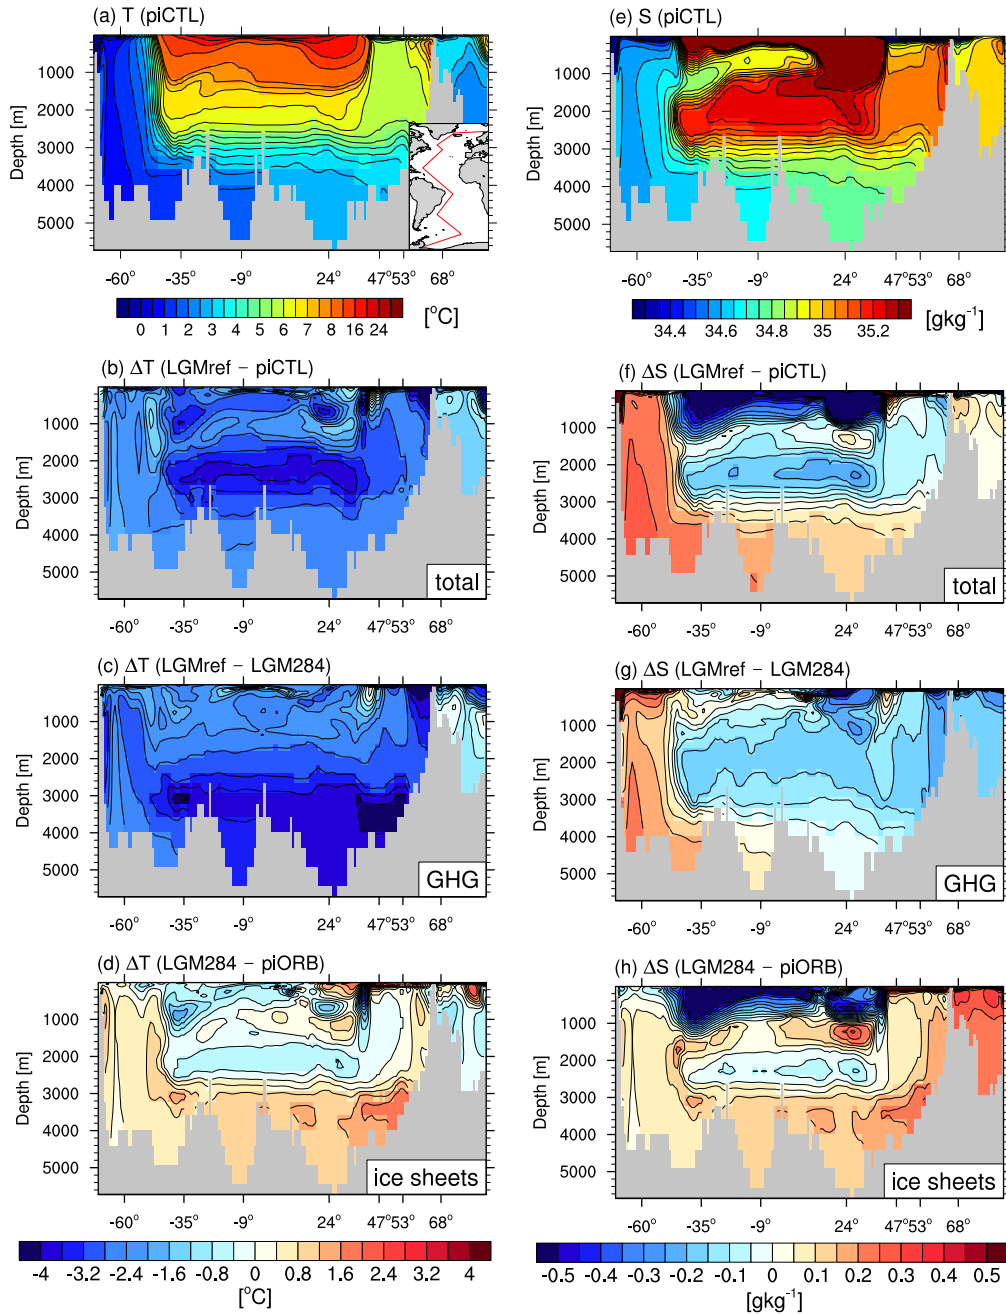 (a) T (piCTL)
Depth [m]
1000
2000
3000
4000
5000
-60° -35° -9° 24° 47°53° 68°
0 1 2 3 4 5 6 7 8 16 24
[°C]
(e) S (piCTL)
Depth [m]
1000
2000
3000
4000
5000
-60° -35° -9° 24° 47°53° 68°
34.4 34.6 34.8 35 35.2
[gkg⁻¹]
(b) ΔT (LGMref – piCTL)
Depth [m]
1000
2000
3000
4000
5000
total
-60° -35° -9° 24° 47°53° 68°
(f) ΔS (LGMref – piCTL)
Depth [m]
1000
2000
3000
4000
5000
total
-60° -35° -9° 24° 47°53° 68°
(c) ΔT (LGMref – LGM284)
Depth [m]
1000
2000
3000
4000
5000
GHG
-60° -35° -9° 24° 47°53° 68°
(g) ΔS (LGMref – LGM284)
Depth [m]
1000
2000
3000
4000
5000
GHG
-60° -35° -9° 24° 47°53° 68°
(d) ΔT (LGM284 – piORB)
Depth [m]
1000
2000
3000
4000
5000
ice sheets
-60° -35° -9° 24° 47°53° 68°
-4 -3.2 -2.4 -1.6 -0.8 0 0.8 1.6 2.4 3.2 4
[°C]
(h) ΔS (LGM284 – piORB)
Depth [m]
1000
2000
3000
4000
5000
ice sheets
-60° -35° -9° 24° 47°53° 68°
-0.5 -0.4 -0.3 -0.2 -0.1 0 0.1 0.2 0.3 0.4 0.5
[gkg⁻¹]